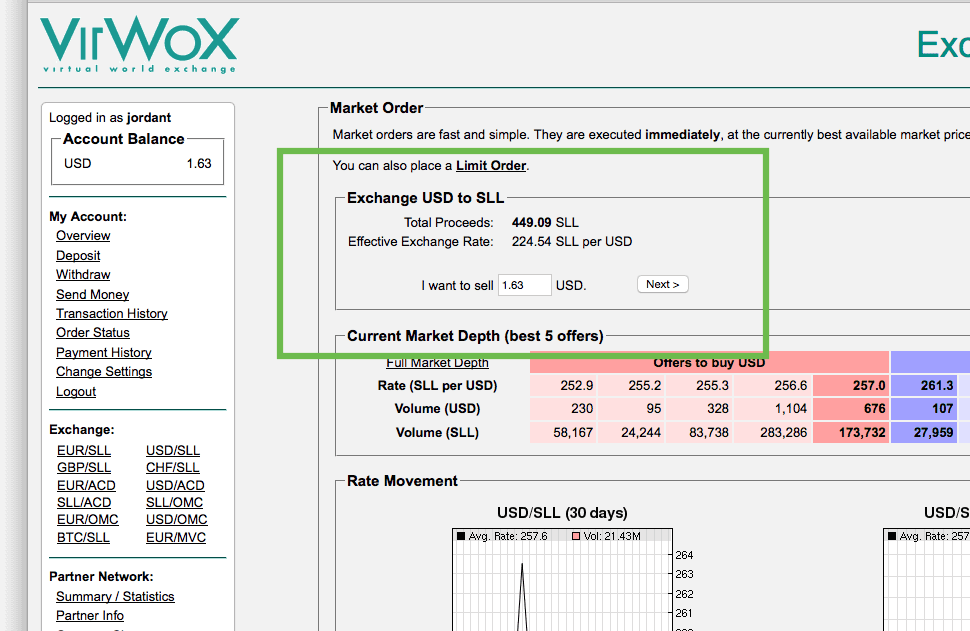 VirWoX
virtual world exchange
Exc
Logged in as jordant
Account Balance
USD 1.63
My Account:
Overview
Deposit
Withdraw
Send Money
Transaction History
Order Status
Payment History
Change Settings
Logout
Exchange:
EUR/SLL USD/SLL
GBP/SLL CHF/SLL
EUR/ACD USD/ACD
SLL/ACD SLL/OMC
EUR/OMC USD/OMC
BTC/SLL EUR/MVC
Partner Network:
Summary / Statistics
Partner Info
Market Order
Market orders are fast and simple. They are executed immediately, at the currently best available market price
You can also place a Limit Order.
Exchange USD to SLL
Total Proceeds: 449.09 SLL
Effective Exchange Rate: 224.54 SLL per USD
I want to sell 1.63 USD. Next >
Current Market Depth (best 5 offers)
Full Market Depth Offers to buy USD
Rate (SLL per USD) 252.9 255.2 255.3 256.6 257.0 261.3
Volume (USD) 230 95 328 1,104 676 107
Volume (SLL) 58,167 24,244 83,738 283,286 173,732 27,959
Rate Movement
USD/SLL (30 days) USD/S
Avg. Rate: 257.6 Vol: 21.43M Avg. Rate: 257
264
263
262
261